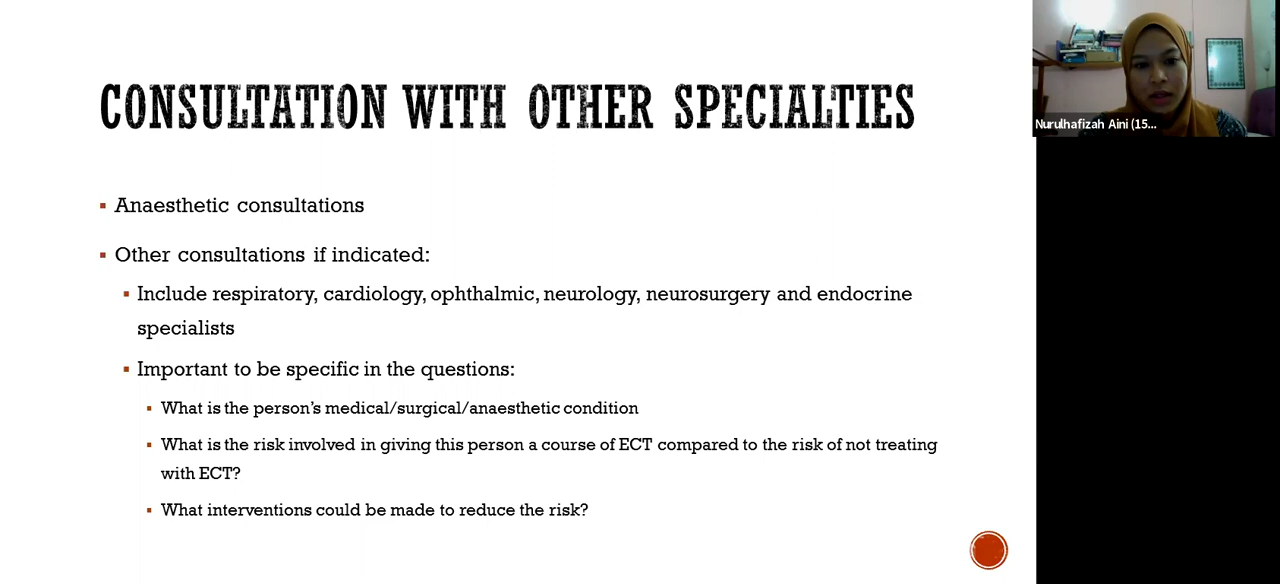 CONSULTATION WITH OTHER SPECIALTIES
Nurulhafizah Aini (15...
▪ Anaesthetic consultations
▪ Other consultations if indicated:
▪ Include respiratory, cardiology, ophthalmic, neurology, neurosurgery and endocrine
specialists
▪ Important to be specific in the questions:
▪ What is the person's medical/surgical/anaesthetic condition
▪ What is the risk involved in giving this person a course of ECT compared to the risk of not treating
with ECT?
▪ What interventions could be made to reduce the risk?